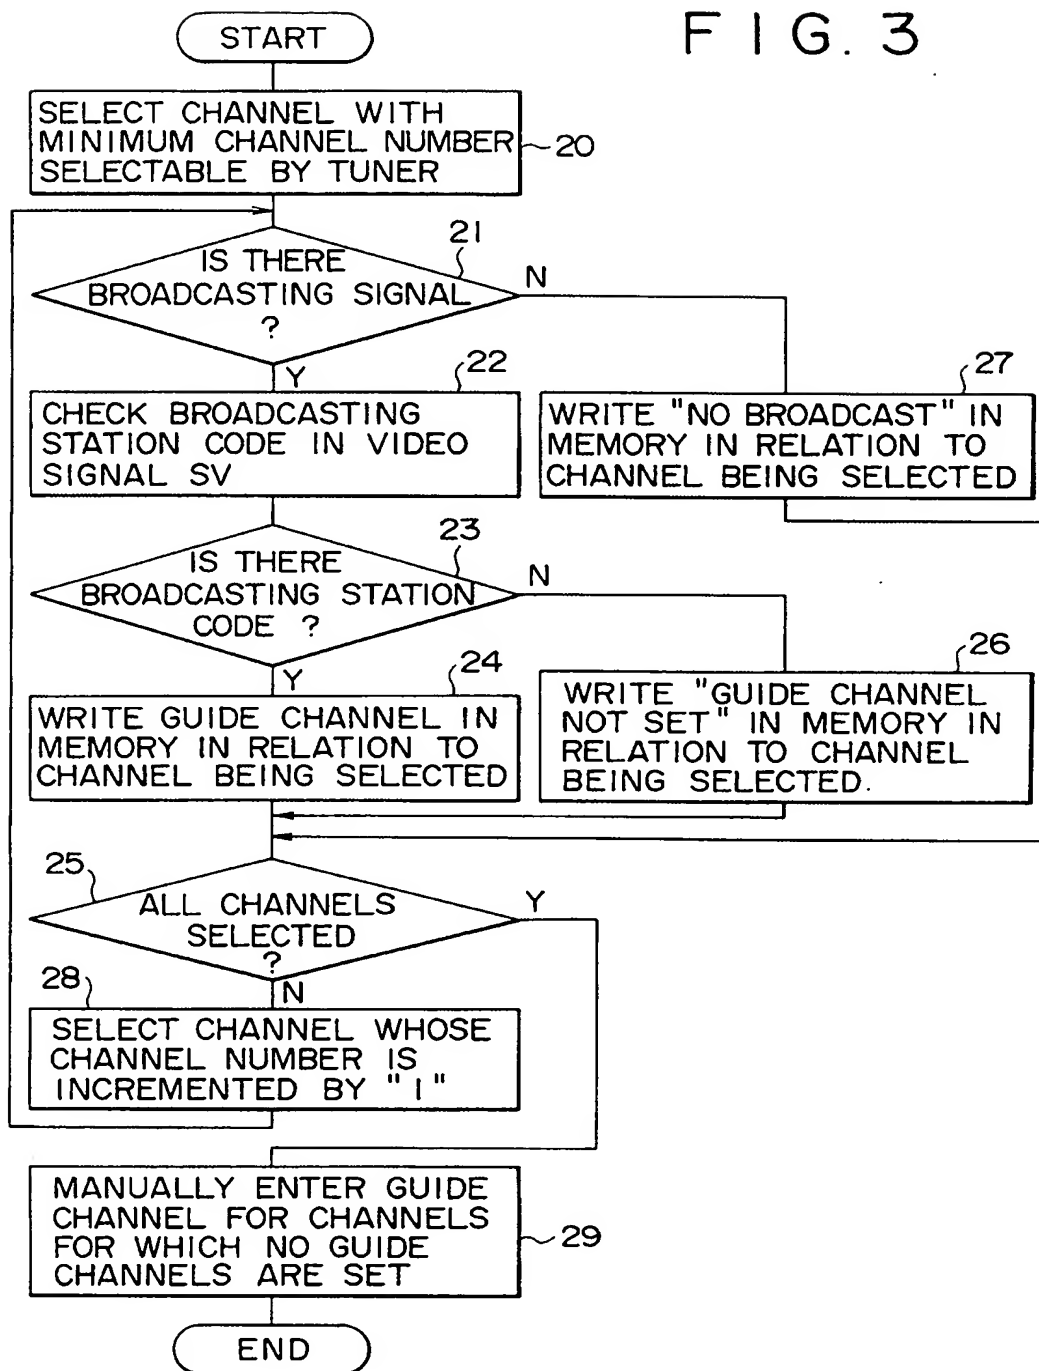 FIG. 3
START
SELECT CHANNEL WITH
MINIMUM CHANNEL NUMBER
SELECTABLE BY TUNER
20
21
IS THERE
BROADCASTING SIGNAL
?
N
Y
22
CHECK BROADCASTING
STATION CODE IN VIDEO
SIGNAL SV
27
WRITE "NO BROADCAST" IN
MEMORY IN RELATION TO
CHANNEL BEING SELECTED
23
IS THERE
BROADCASTING STATION
CODE ?
N
Y
24
WRITE GUIDE CHANNEL IN
MEMORY IN RELATION TO
CHANNEL BEING SELECTED
26
WRITE "GUIDE CHANNEL
NOT SET" IN MEMORY IN
RELATION TO CHANNEL
BEING SELECTED.
25
ALL CHANNELS
SELECTED
?
Y
N
28
SELECT CHANNEL WHOSE
CHANNEL NUMBER IS
INCREMENTED BY "1"
MANUALLY ENTER GUIDE
CHANNEL FOR CHANNELS
FOR WHICH NO GUIDE
CHANNELS ARE SET
29
END